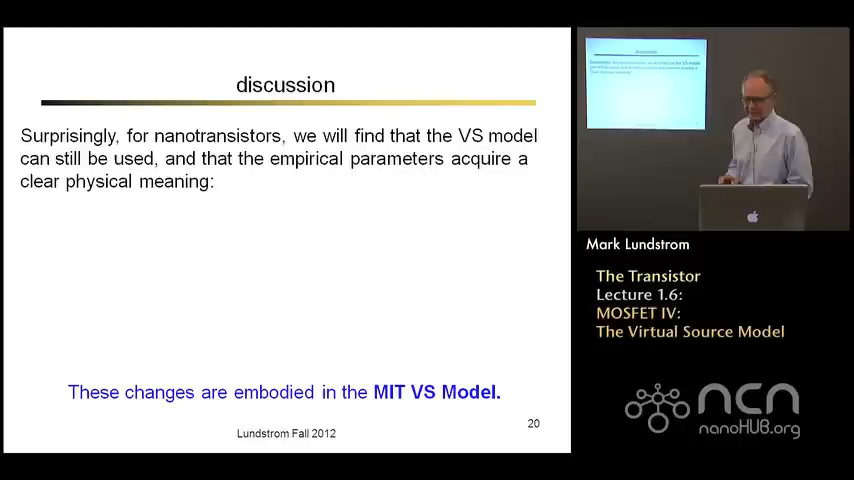 discussion
Surprisingly, for nanotransistors, we will find that the VS model
can still be used, and that the empirical parameters acquire a
clear physical meaning:
These changes are embodied in the MIT VS Model.
Lundstrom Fall 2012
20
Mark Lundstrom
The Transistor
Lecture 1.6:
MOSFET IV:
The Virtual Source Model
ncn
nanoHUB.org